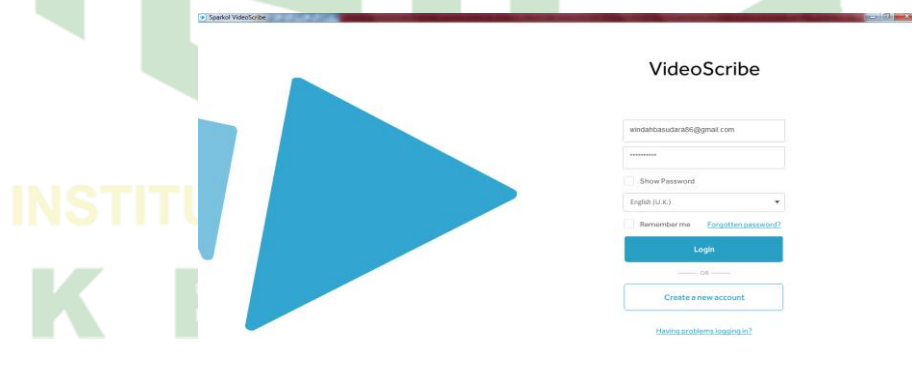 Sparkol VideoScribe
VideoScribe
windahbasudara86@gmail.com
**********
Show Password
English (U.K.)
Remember me Forgotten password?
Login
OR
Create a new account
Having problems logging in?
INSTITU
K